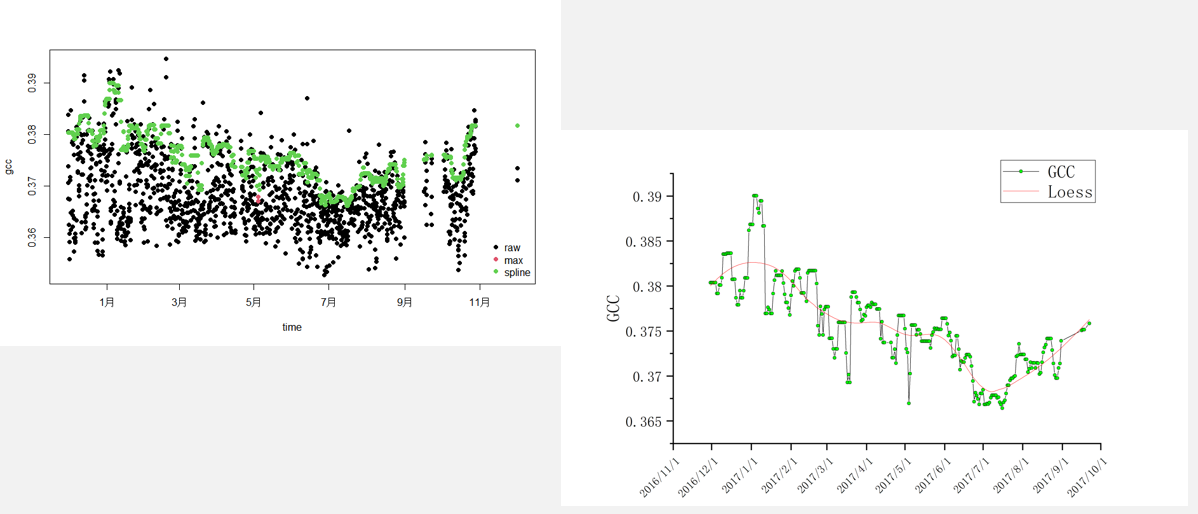 gcc
0.39
0.38
0.37
0.36
raw
max
spline
1月
3月
5月
7月
9月
11月
time
GCC
Loess
GCC
0.39
0.385
0.38
0.375
0.37
0.365
2016/11/1
2016/12/1
2017/1/1
2017/2/1
2017/3/1
2017/4/1
2017/5/1
2017/6/1
2017/7/1
2017/8/1
2017/9/1
2017/10/1